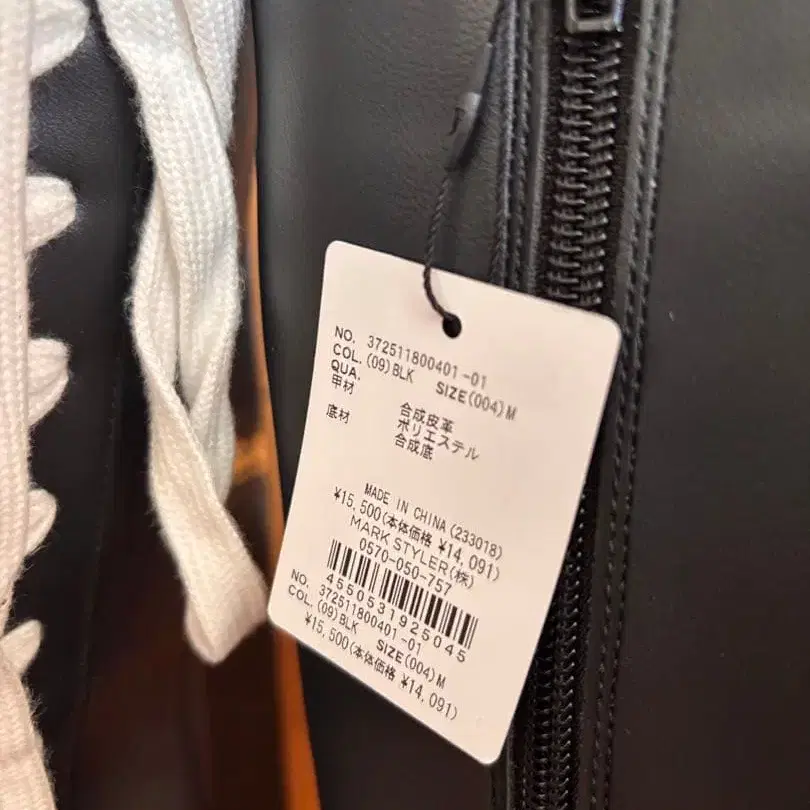 NO. 372511800401-01
COL. (09)BLK SIZE(004)M
QUA.
甲材 合成皮革
ポリエステル
底材 合成底
MADE IN CHINA (233018)
¥15,500(本体価格 ¥14,091)
MARK STYLER(株)
0570-050-757
4550531925045
NO. 372511800401-01
COL. (09)BLK SIZE(004)M
¥15,500(本体価格 ¥14,091)